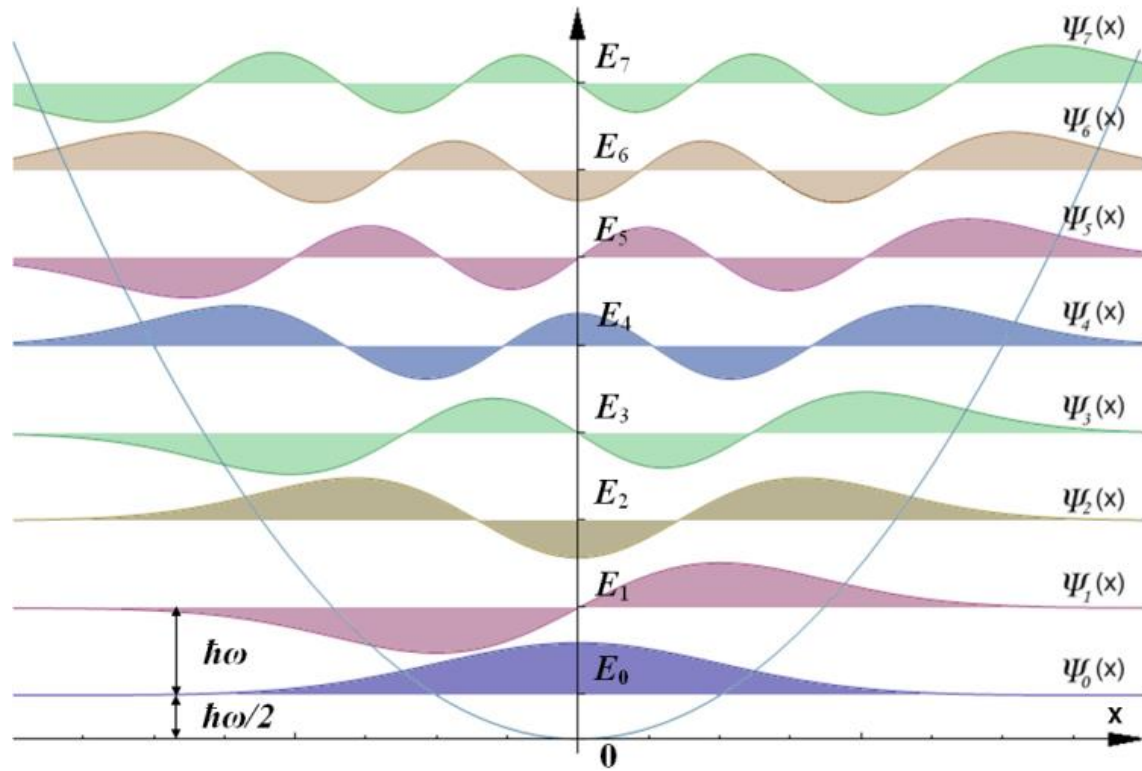 E₇ Ψ₇(x)
E₆ Ψ₆(x)
E₅ Ψ₅(x)
E₄ Ψ₄(x)
E₃ Ψ₃(x)
E₂ Ψ₂(x)
E₁ Ψ₁(x)
ħω
E₀ Ψ₀(x)
ħω/2
x
0